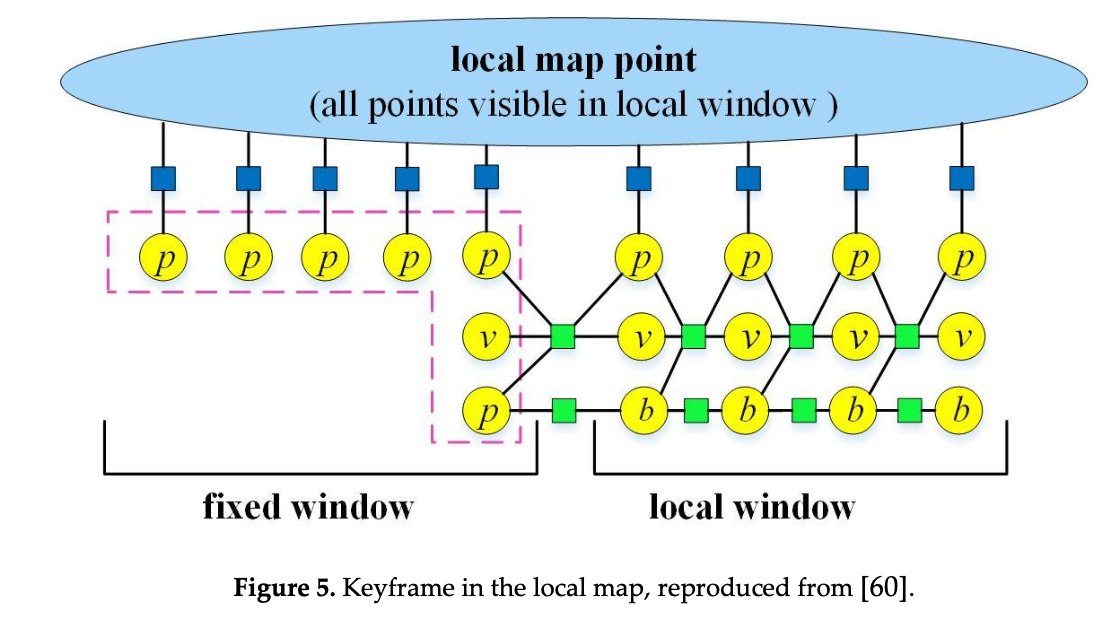 local map point
(all points visible in local window )
p p p p p p p p p
v v v v v
p b b b b
fixed window local window
Figure 5. Keyframe in the local map, reproduced from [60].